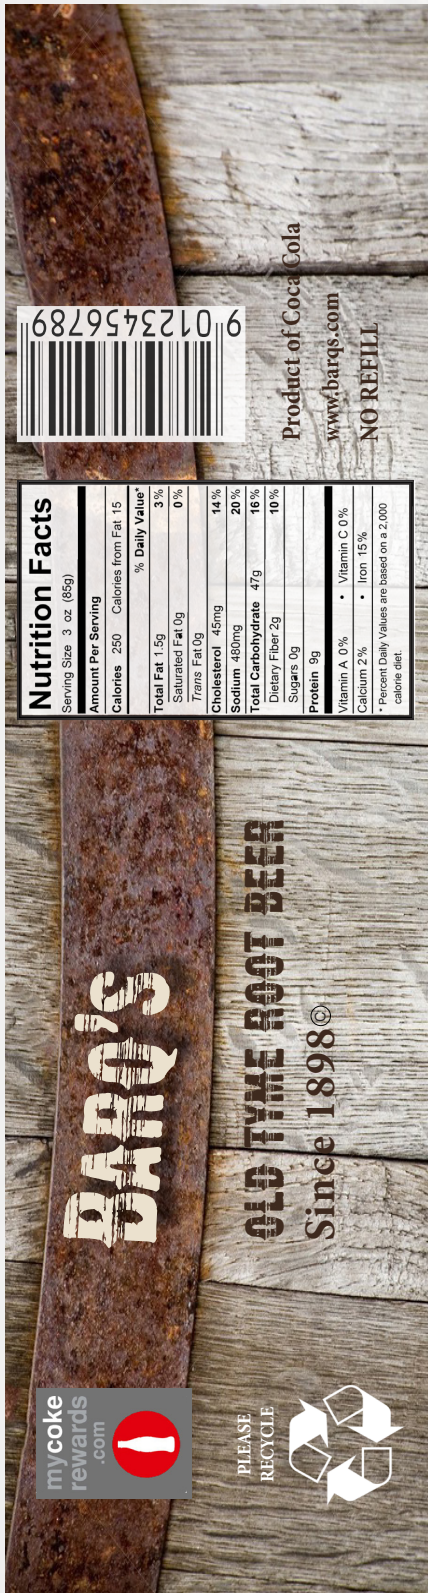 my coke
rewards
.com
PLEASE
RECYCLE
BARQ'S
OLD TYME ROOT BEER
Since 1898©
Nutrition Facts
Serving Size 3 oz (85g)
Amount Per Serving
Calories 250 Calories from Fat 15
% Daily Value*
Total Fat 1.5g 3%
Saturated Fat 0g 0%
Trans Fat 0g
Cholesterol 45mg 14%
Sodium 480mg 20%
Total Carbohydrate 47g 16%
Dietary Fiber 2g 10%
Sugars 0g
Protein 9g
Vitamin A 0% • Vitamin C 0%
Calcium 2% • Iron 15%
* Percent Daily Values are based on a 2,000
calorie diet.
9 012345 6789
Product of Coca Cola
www.barqs.com
NO REFILL